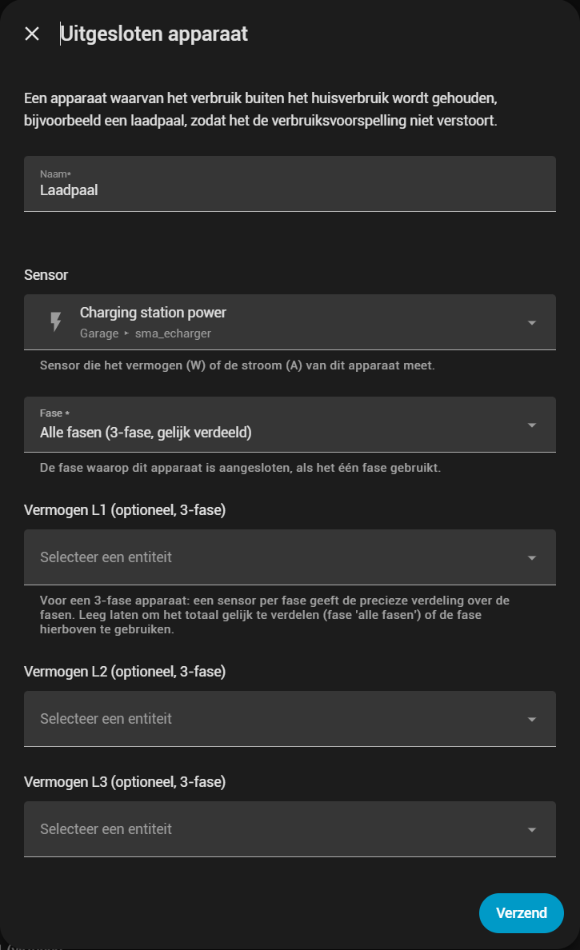 Uitgesloten apparaat
Een apparaat waarvan het verbruik buiten het huisverbruik wordt gehouden,
bijvoorbeeld een laadpaal, zodat het de verbruiksvoorspelling niet verstoort.
Naam*
Laadpaal
Sensor
Charging station power
Garage ‣ sma_echarger
Sensor die het vermogen (W) of de stroom (A) van dit apparaat meet.
Fase *
Alle fasen (3-fase, gelijk verdeeld)
De fase waarop dit apparaat is aangesloten, als het één fase gebruikt.
Vermogen L1 (optioneel, 3-fase)
Selecteer een entiteit
Voor een 3-fase apparaat: een sensor per fase geeft de precieze verdeling over de
fasen. Leeg laten om het totaal gelijk te verdelen (fase 'alle fasen') of de fase
hierboven te gebruiken.
Vermogen L2 (optioneel, 3-fase)
Selecteer een entiteit
Vermogen L3 (optioneel, 3-fase)
Selecteer een entiteit
Verzend